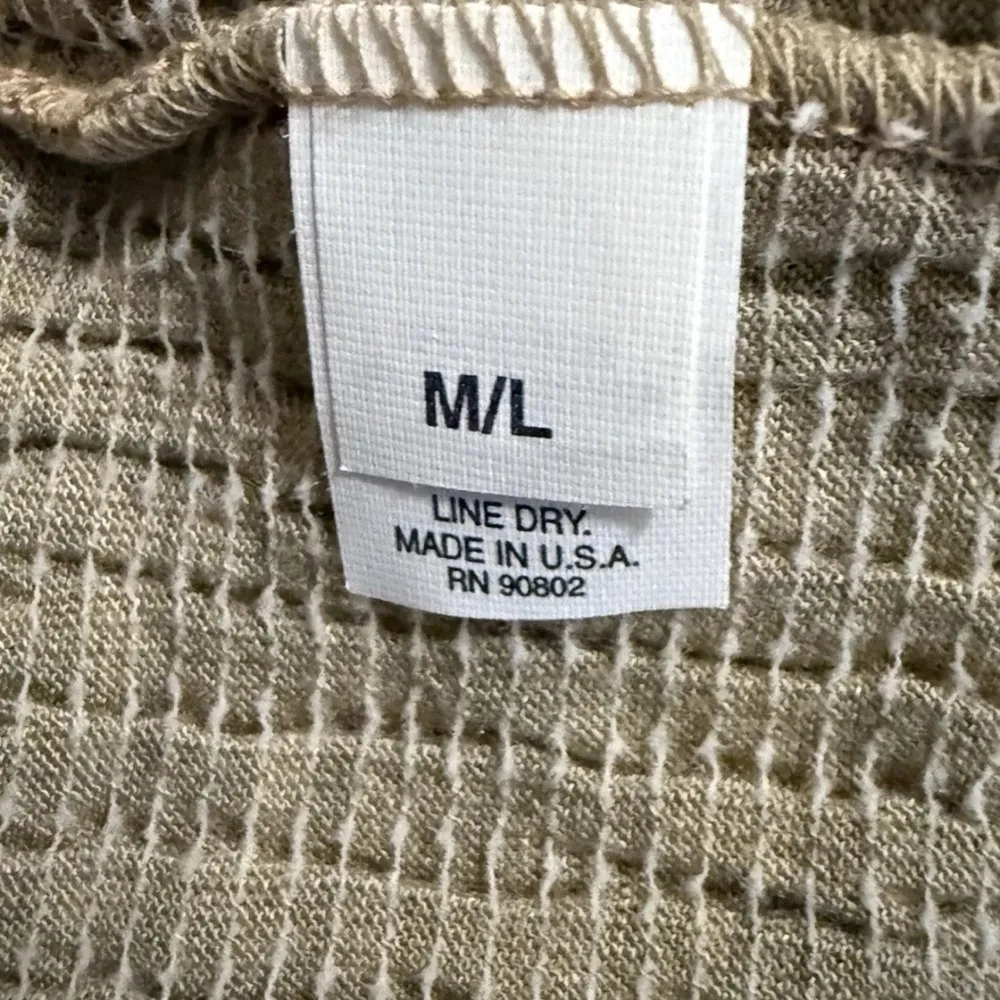 M/L
LINE DRY.
MADE IN U.S.A.
RN 90802